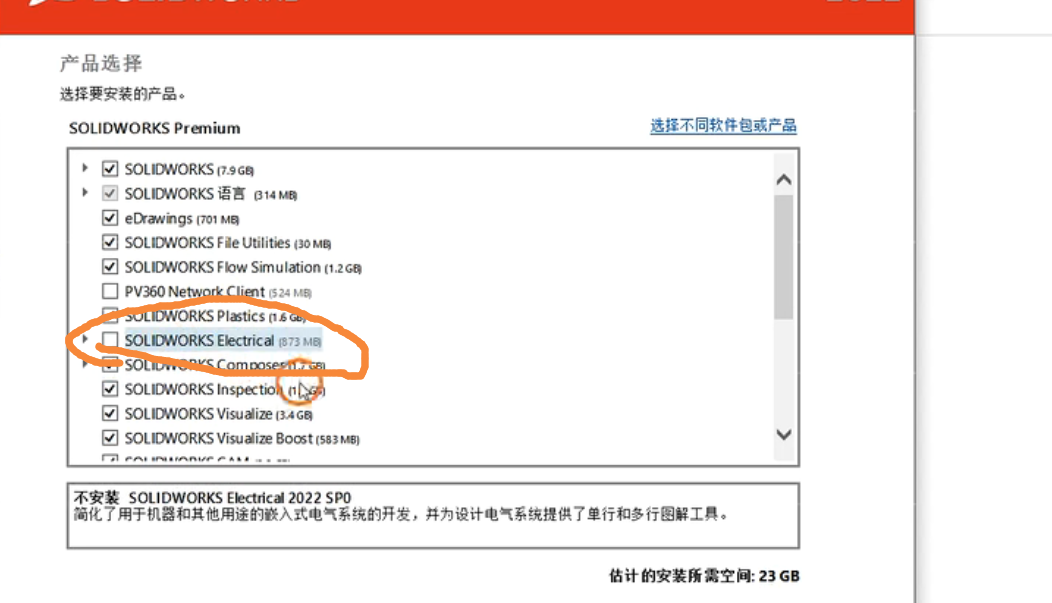 产品选择
选择要安装的产品。
SOLIDWORKS Premium
选择不同软件包或产品
SOLIDWORKS (7.9 GB)
SOLIDWORKS 语言 (314 MB)
eDrawings (701 MB)
SOLIDWORKS File Utilities (30 MB)
SOLIDWORKS Flow Simulation (1.2 GB)
PV360 Network Client (524 MB)
SOLIDWORKS Plastics (1.6 GB)
SOLIDWORKS Electrical (873 MB)
SOLIDWORKS Composer (1.7 GB)
SOLIDWORKS Inspection
SOLIDWORKS Visualize (3.4 GB)
SOLIDWORKS Visualize Boost (583 MB)
SOLIDWORKS CAM
不安装 SOLIDWORKS Electrical 2022 SP0
简化了用于机器和其他用途的嵌入式电气系统的开发，并为设计电气系统提供了单行和多行图解工具。
估计的安装所需空间: 23 GB